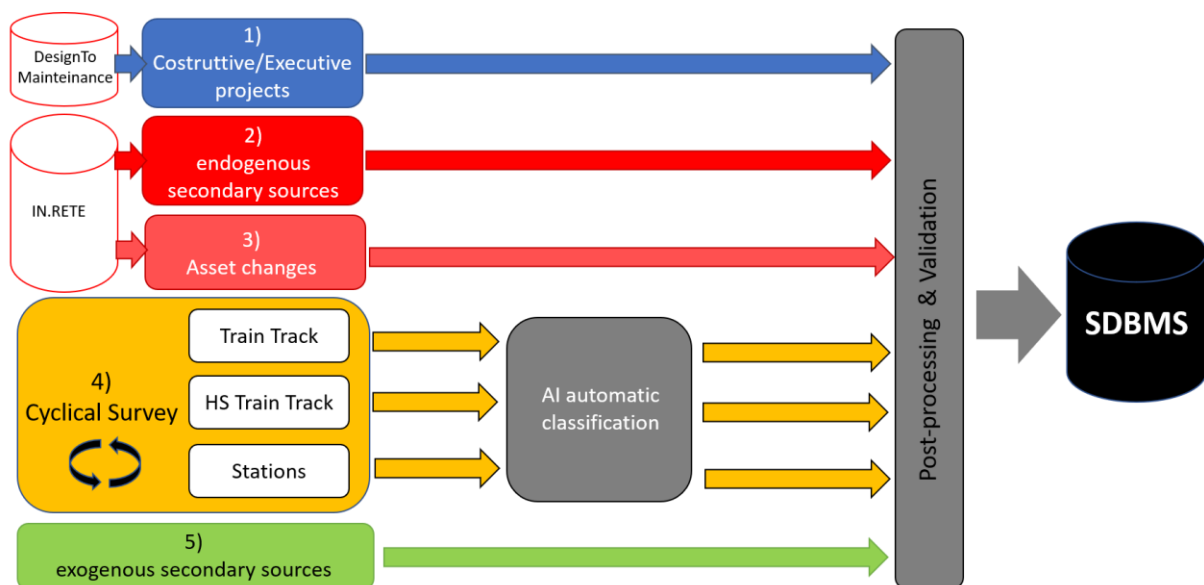 DesignTo
Mainteinance
1)
Costruttive/Executive
projects
IN.RETE
2)
endogenous
secondary sources
3)
Asset changes
4)
Cyclical Survey
Train Track
HS Train Track
Stations
AI automatic
classification
5)
exogenous secondary sources
Post-processing & Validation
SDBMS